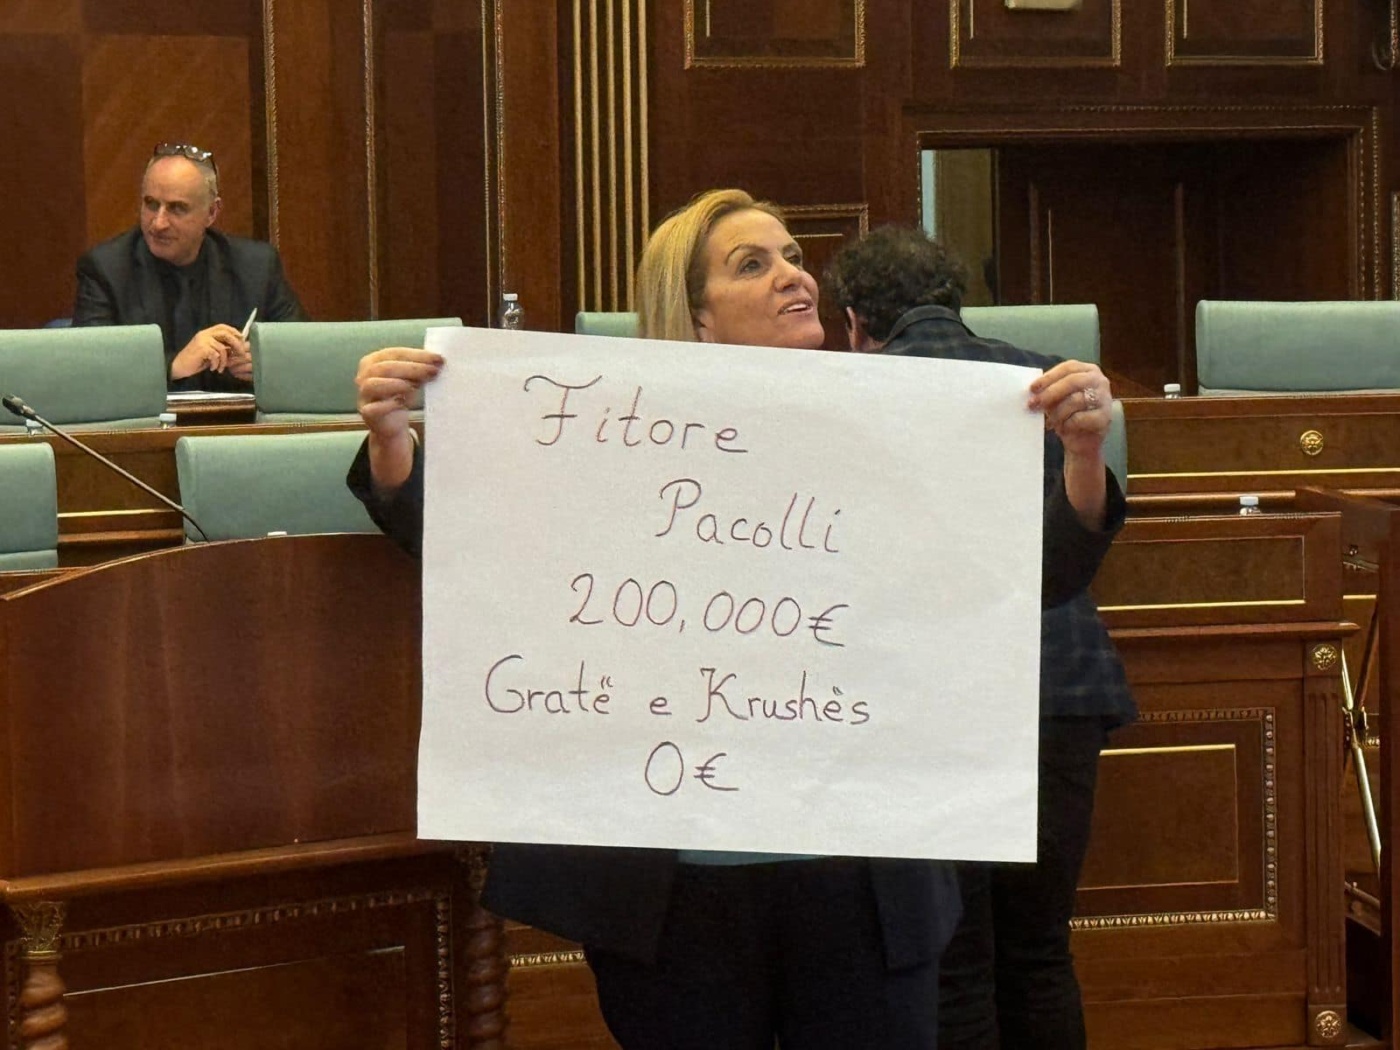 Fitore
Pacolli
200,000€
Gratë e Krushës
0€